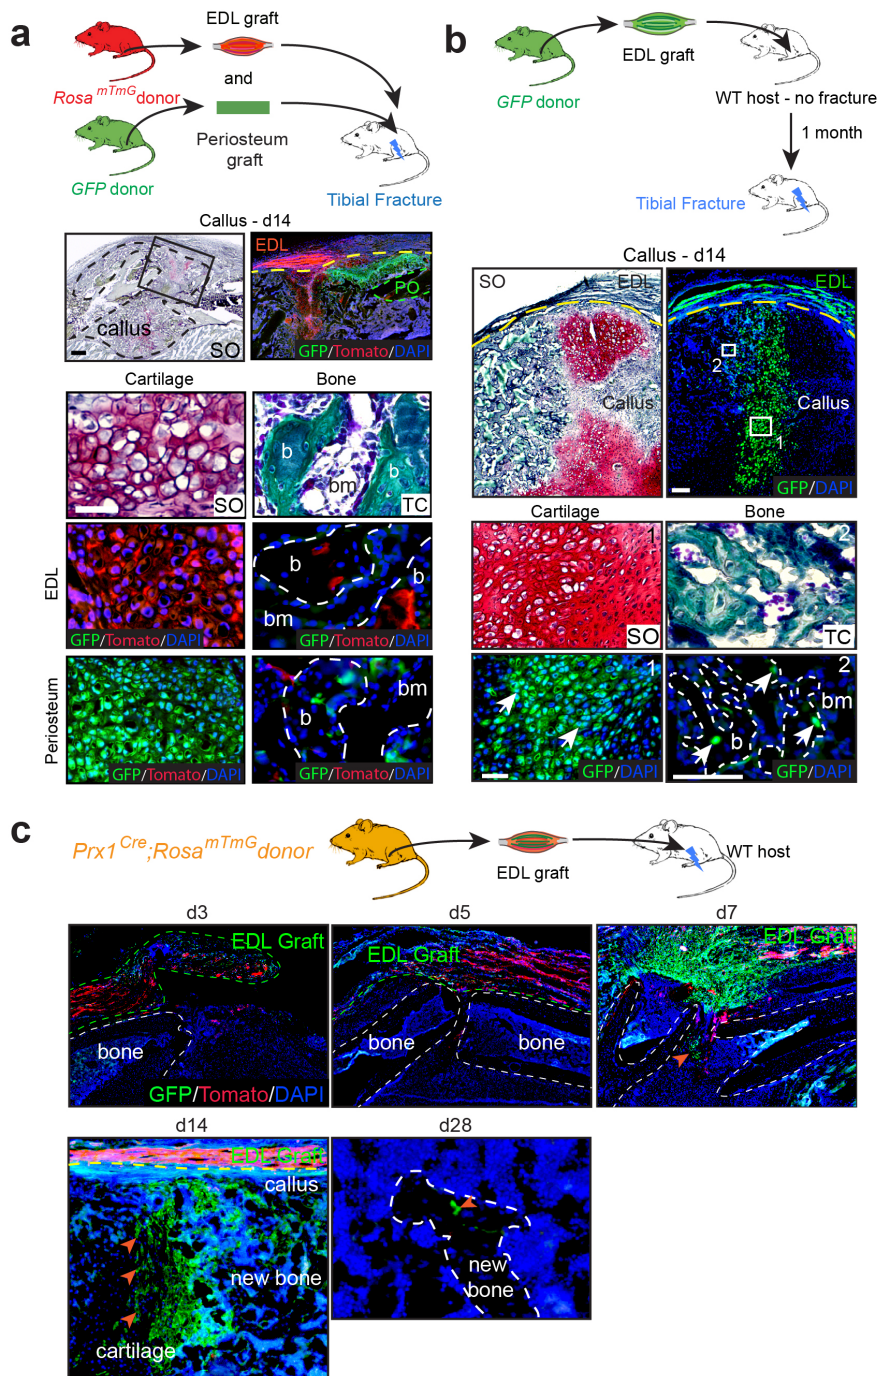 a
EDL graft
Rosa mTmG donor
and
Periosteum
graft
GFP donor
Tibial Fracture
Callus - d14
callus
SO
EDL
PO
GFP/Tomato/DAPI
Cartilage
Bone
SO
b
bm
b
TC
EDL
GFP/Tomato/DAPI
b
b
bm
GFP/Tomato/DAPI
Periosteum
GFP/Tomato/DAPI
bm
b
GFP/Tomato/DAPI
b
GFP donor
EDL graft
WT host - no fracture
1 month
Tibial Fracture
Callus - d14
SO
EDL
Callus
EDL
2
Callus
1
GFP/DAPI
Cartilage
Bone
1
SO
2
TC
1
GFP/DAPI
2
bm
b
GFP/DAPI
c
Prx1Cre;RosamTmG donor
EDL graft
WT host
d3
d5
d7
EDL Graft
bone
GFP/Tomato/DAPI
EDL Graft
bone
bone
EDL Graft
d14
d28
EDL Graft
callus
new bone
cartilage
new
bone